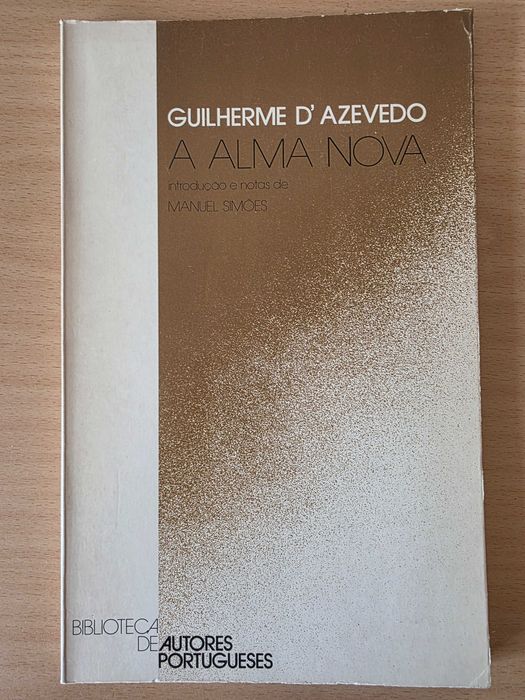 GUILHERME D'AZEVEDO
A ALMA NOVA
introdução e notas de
MANUEL SIMÕES
BIBLIOTECA
DE AUTORES
PORTUGUESES